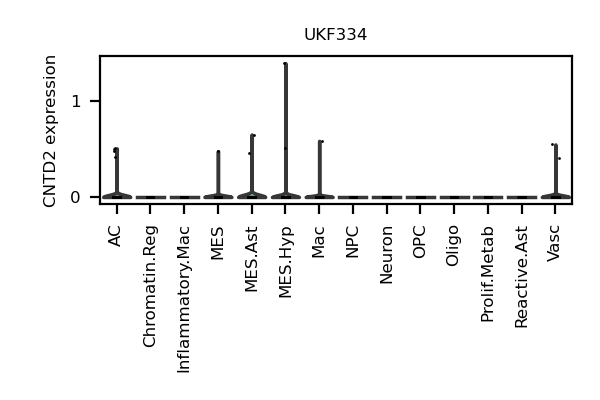 UKF334
CNTD2 expression
1
0
AC
Chromatin.Reg
Inflammatory.Mac
MES
MES.Ast
MES.Hyp
Mac
NPC
Neuron
OPC
Oligo
Prolif.Metab
Reactive.Ast
Vasc